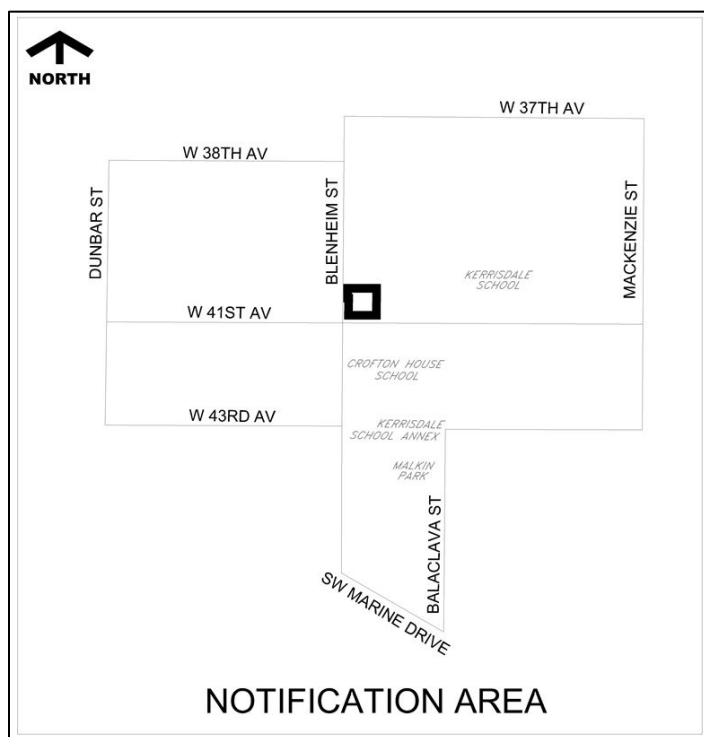 NORTH
W 37TH AV
W 38TH AV
DUNBAR ST
BLENHEIM ST
MACKENZIE ST
KERRISDALE
SCHOOL
W 41ST AV
CROFTON HOUSE
SCHOOL
W 43RD AV
KERRISDALE
SCHOOL ANNEX
MALKIN
PARK
BALACLAVA ST
SW MARINE DRIVE
NOTIFICATION AREA